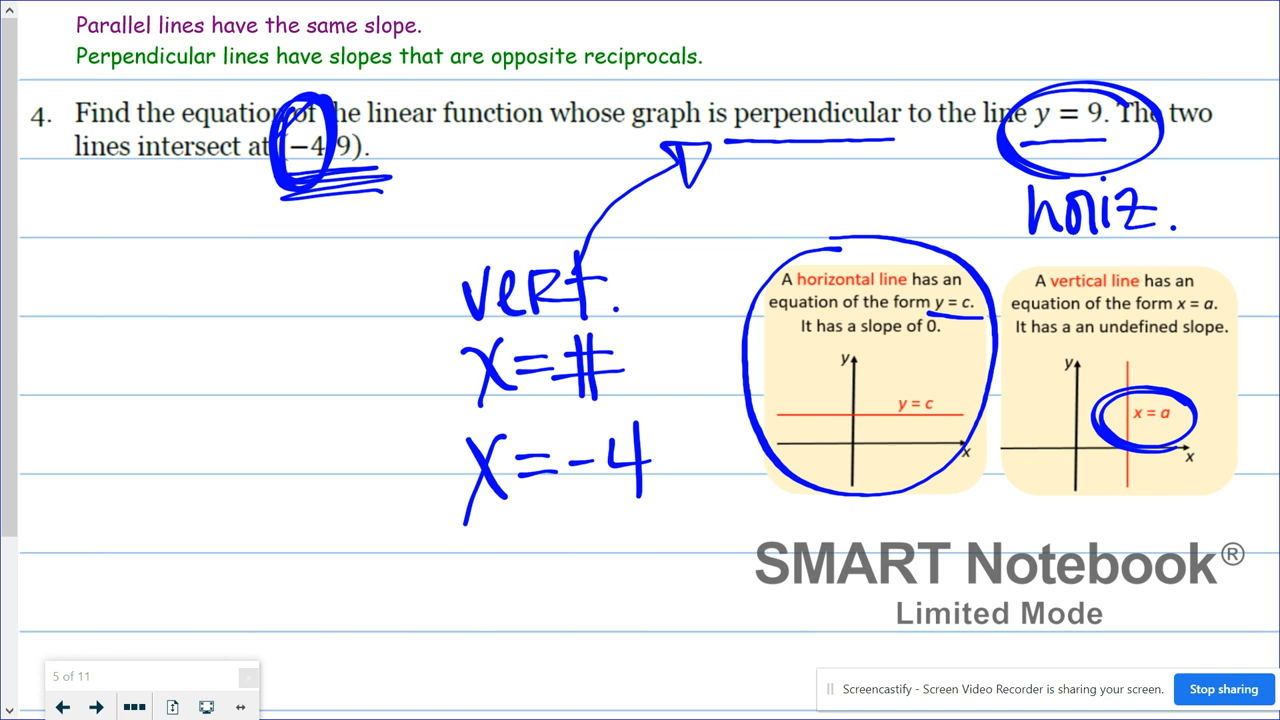 Parallel lines have the same slope.
Perpendicular lines have slopes that are opposite reciprocals.
4. Find the equation of the linear function whose graph is perpendicular to the line y = 9. The two
lines intersect at (−4, 9).
horiz.
vert.
x = #
x = -4
A horizontal line has an
equation of the form y = c.
It has a slope of 0.
y
y = c
x
A vertical line has an
equation of the form x = a.
It has a an undefined slope.
y
x = a
x
SMART Notebook®
Limited Mode
5 of 11
Screencastify - Screen Video Recorder is sharing your screen.
Stop sharing